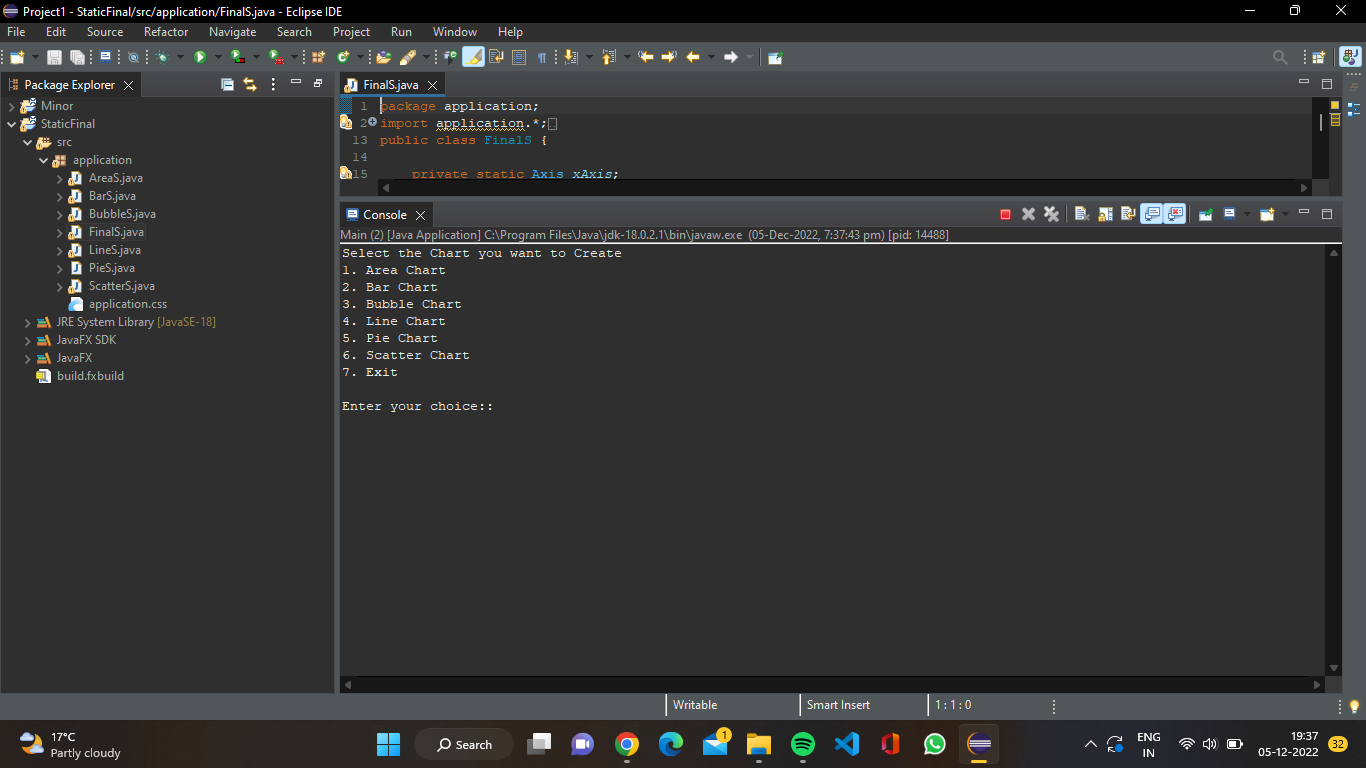 Project1 - StaticFinal/src/application/FinalS.java - Eclipse IDE
File Edit Source Refactor Navigate Search Project Run Window Help
Package Explorer
Minor
StaticFinal
src
application
AreaS.java
BarS.java
BubbleS.java
FinalS.java
LineS.java
PieS.java
ScatterS.java
application.css
JRE System Library [JavaSE-18]
JavaFX SDK
JavaFX
build.fxbuild
FinalS.java
1 package application;
2 import application.*;
13 public class FinalS {
14
15 private static Axis xAxis;
Console
Main (2) [Java Application] C:\Program Files\Java\jdk-18.0.2.1\bin\javaw.exe (05-Dec-2022, 7:37:43 pm) [pid: 14488]
Select the Chart you want to Create
1. Area Chart
2. Bar Chart
3. Bubble Chart
4. Line Chart
5. Pie Chart
6. Scatter Chart
7. Exit
Enter your choice::
Writable Smart Insert 1 : 1 : 0
17°C
Partly cloudy
Search
1
ENG
IN
19:37
05-12-2022
32